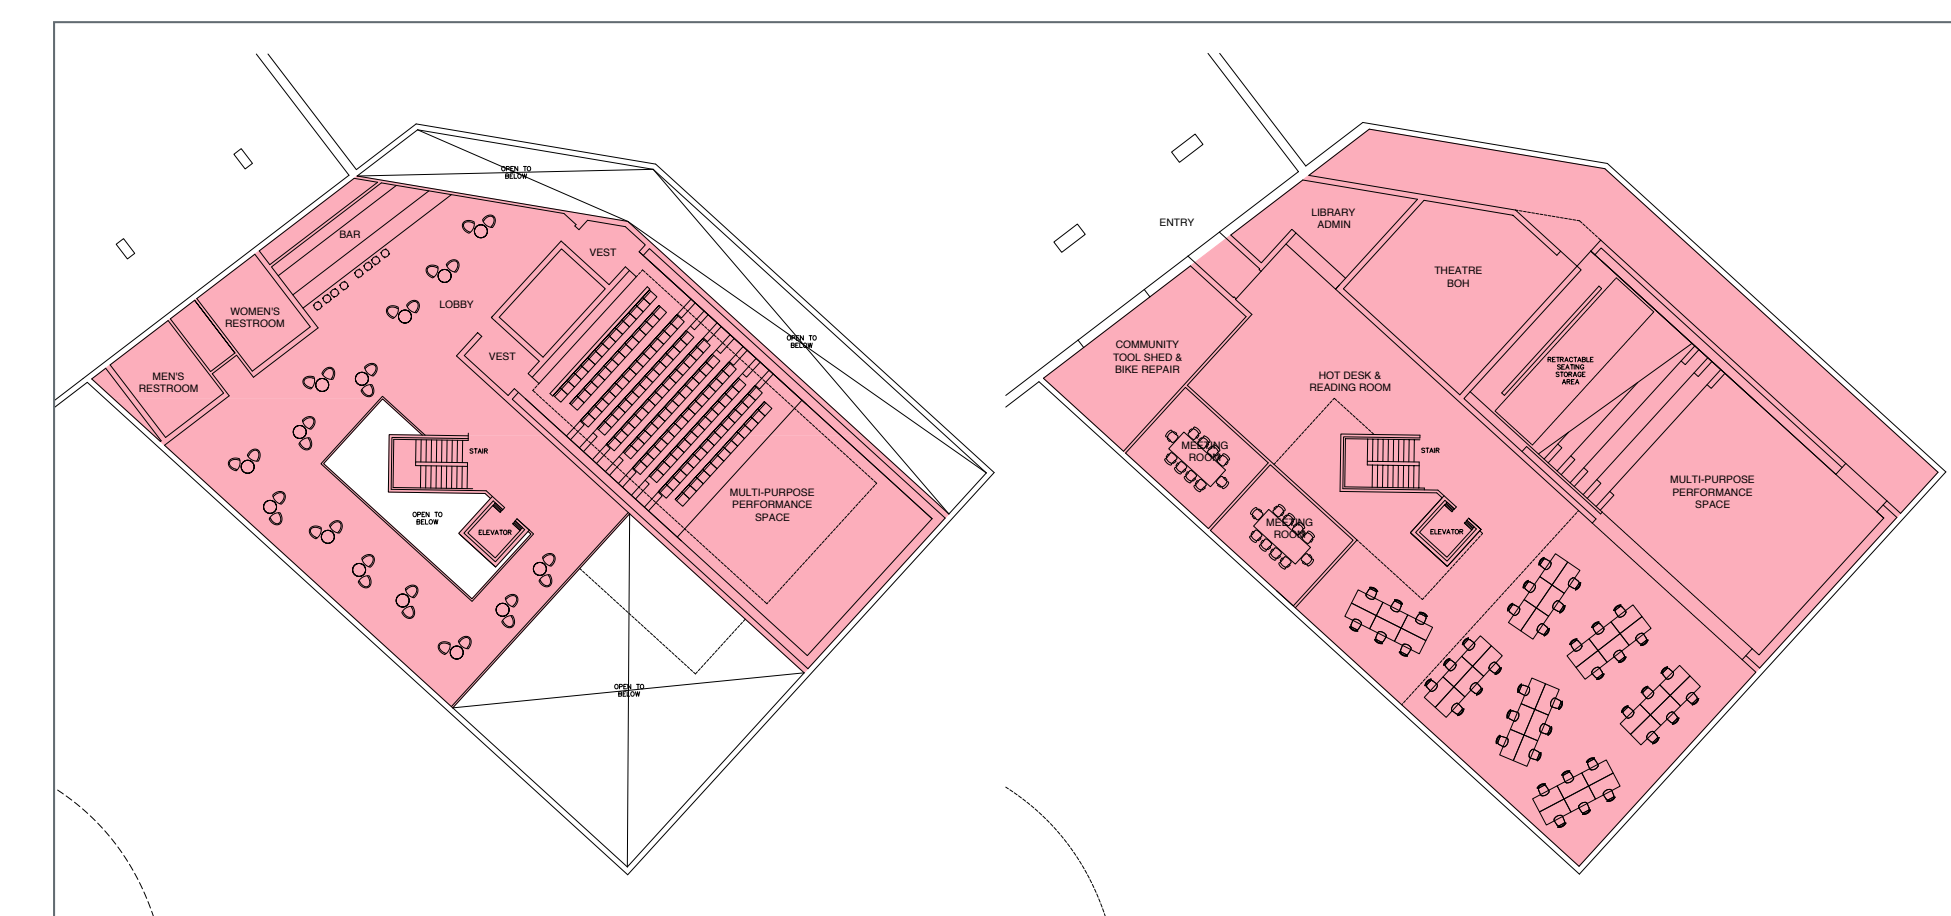 OPEN TO
BELOW
BAR
VEST
LOBBY
WOMEN'S
RESTROOM
OPEN TO
BELOW
VEST
MEN'S
RESTROOM
STAIR
MULTI-PURPOSE
PERFORMANCE
SPACE
OPEN TO
BELOW
ELEVATOR
OPEN TO
BELOW
ENTRY
LIBRARY
ADMIN
THEATRE
BOH
COMMUNITY
TOOL SHED &
BIKE REPAIR
RETRACTABLE
SEATING
STORAGE
AREA
HOT DESK &
READING ROOM
MEETING
ROOM
STAIR
MULTI-PURPOSE
PERFORMANCE
SPACE
MEETING
ROOM
ELEVATOR